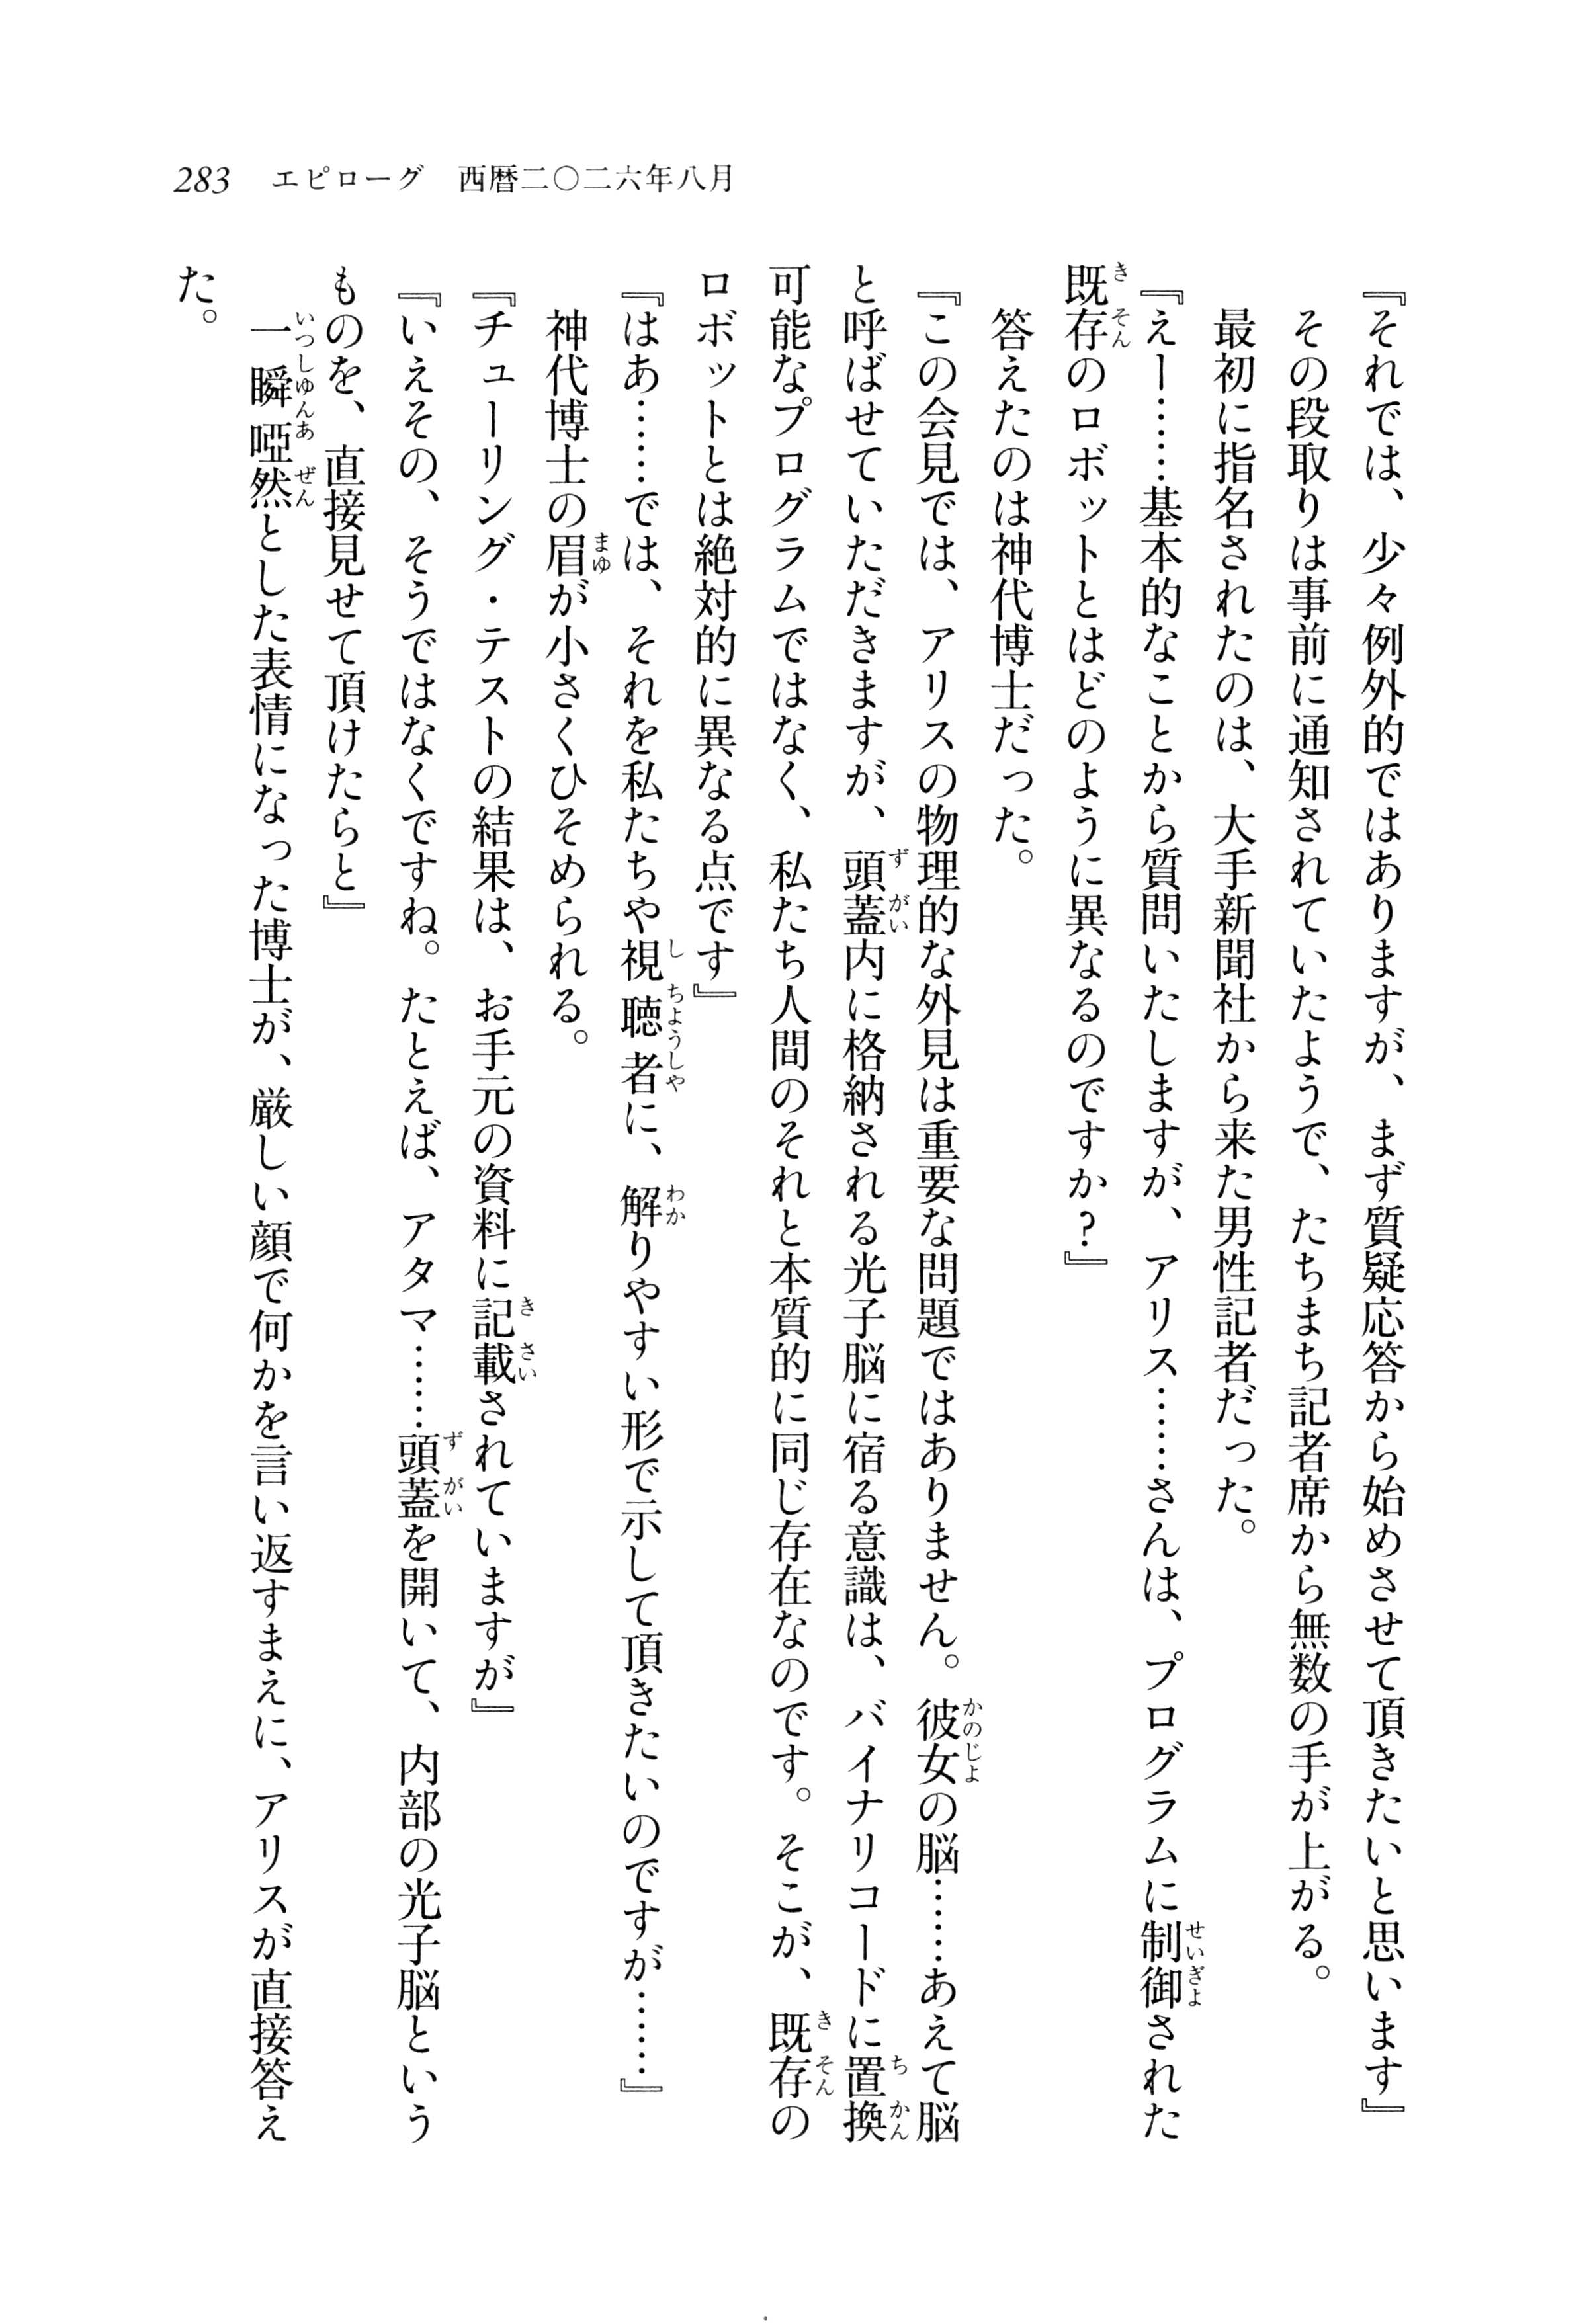 283 エピローグ　西暦二〇二六年八月
『それでは、少々例外的ではありますが、まず質疑応答から始めさせて頂きたいと思います』
その段取りは事前に通知されていたようで、たちまち記者席から無数の手が上がる。
最初に指名されたのは、大手新聞社から来た男性記者だった。
『えー……基本的なことから質問いたしますが、アリス……さんは、プログラムに制御された
既存のロボットとはどのように異なるのですか？』
答えたのは神代博士だった。
『この会見では、アリスの物理的な外見は重要な問題ではありません。彼女の脳……あえて脳
と呼ばせていただきますが、頭蓋内に格納される光子脳に宿る意識は、バイナリコードに置換
可能なプログラムではなく、私たち人間のそれと本質的に同じ存在なのです。そこが、既存の
ロボットとは絶対的に異なる点です』
『はあ……では、それを私たちや視聴者に、解りやすい形で示して頂きたいのですが……』
神代博士の眉が小さくひそめられる。
『チューリング・テストの結果は、お手元の資料に記載されていますが』
『いえその、そうではなくですね。たとえば、アタマ……頭蓋を開いて、内部の光子脳という
ものを、直接見せて頂けたらと』
一瞬啞然とした表情になった博士が、厳しい顔で何かを言い返すまえに、アリスが直接答え
た。